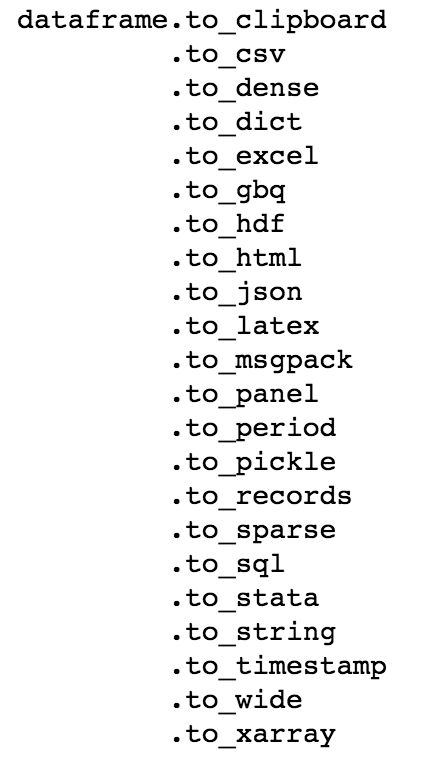 dataframe.to_clipboard
.to_csv
.to_dense
.to_dict
.to_excel
.to_gbq
.to_hdf
.to_html
.to_json
.to_latex
.to_msgpack
.to_panel
.to_period
.to_pickle
.to_records
.to_sparse
.to_sql
.to_stata
.to_string
.to_timestamp
.to_wide
.to_xarray